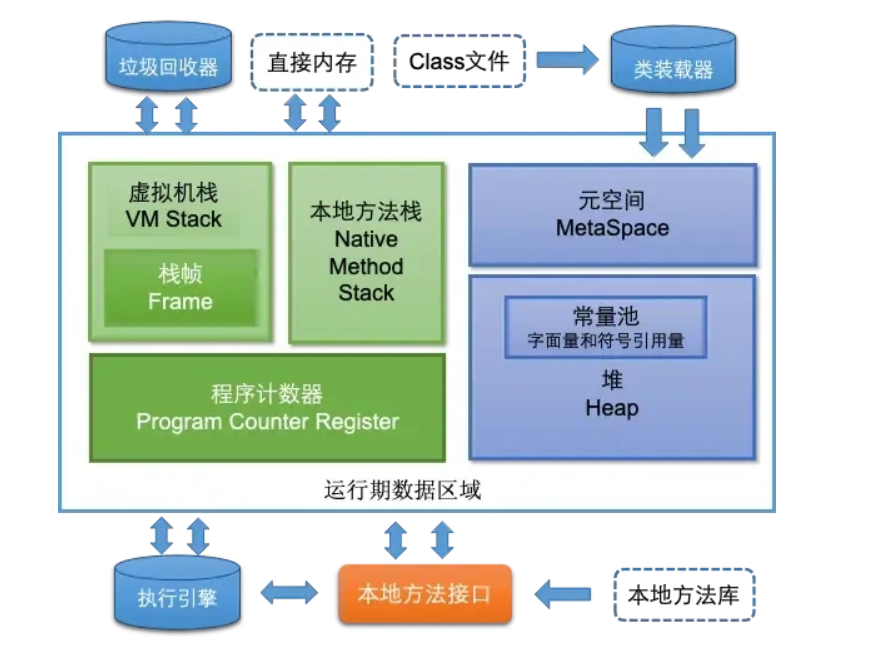 垃圾回收器
直接内存
Class文件
类装载器
虚拟机栈
VM Stack
栈帧
Frame
本地方法栈
Native
Method
Stack
元空间
MetaSpace
常量池
字面量和符号引用量
堆
Heap
程序计数器
Program Counter Register
运行期数据区域
执行引擎
本地方法接口
本地方法库